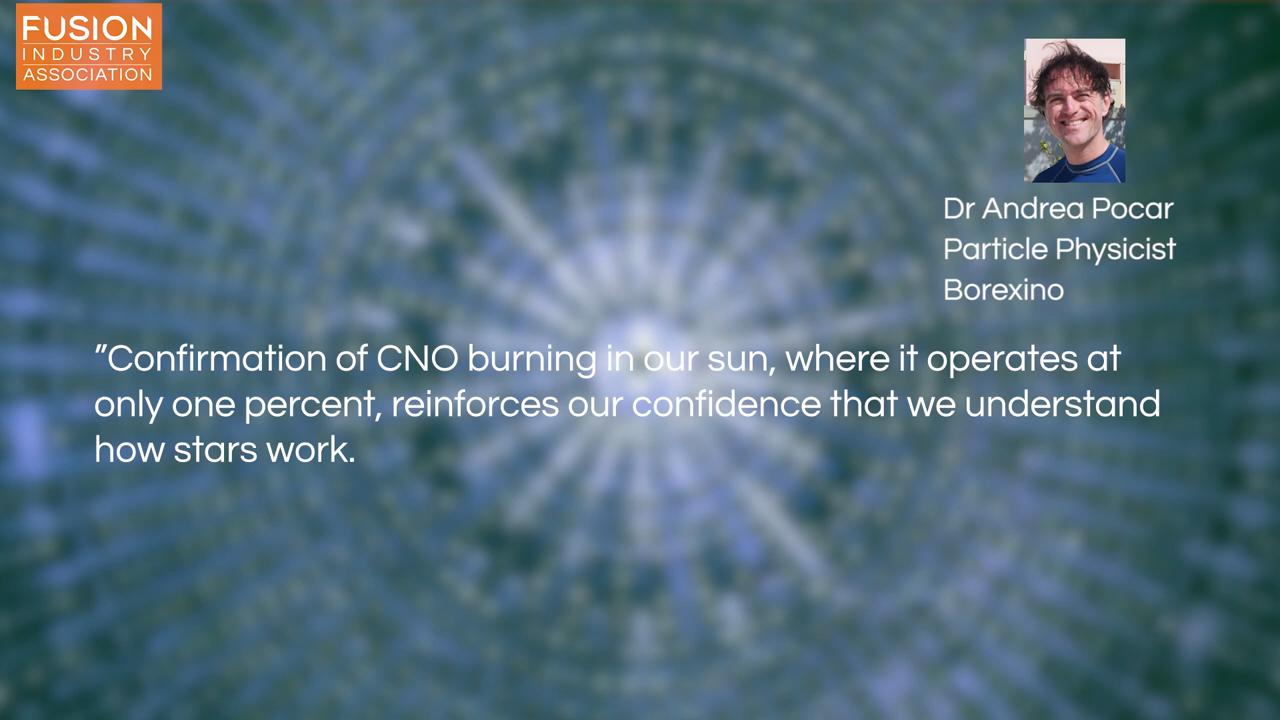 FUSION
INDUSTRY
ASSOCIATION
Dr Andrea Pocar
Particle Physicist
Borexino
"Confirmation of CNO burning in our sun, where it operates at
only one percent, reinforces our confidence that we understand
how stars work.